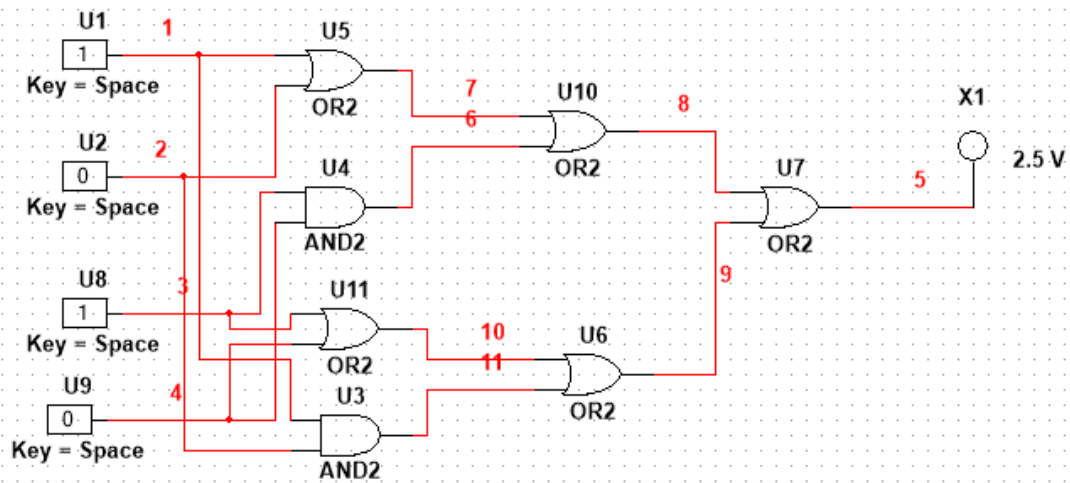 U1
1
1
Key = Space
U5
OR2
7
6
U10
OR2
8
X1
2.5 V
U2
2
0
Key = Space
U4
AND2
U7
OR2
5
U8
3
1
Key = Space
U11
OR2
10
11
U6
OR2
9
U9
4
0
Key = Space
U3
AND2